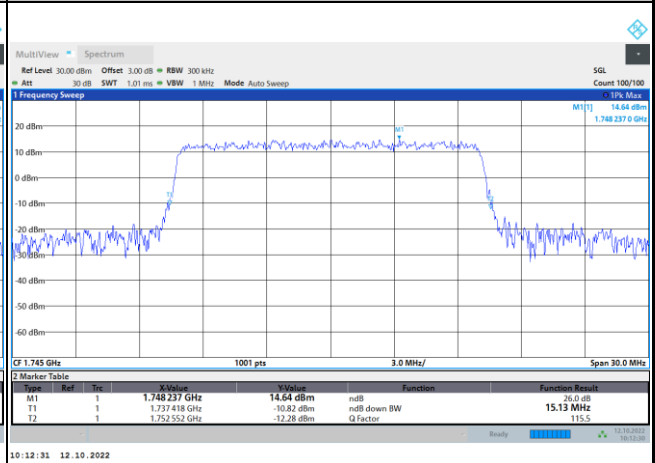 MultiView Spectrum
Ref Level 30.00 dBm Offset 3.00 dB RBW 300 kHz SGL
Att 30 dB SWT 1.01 ms VBW 1 MHz Mode Auto Sweep Count 100/100
1 Frequency Sweep 1Pk Max
M1[1] 14.64 dBm
1.748 237 0 GHz
20 dBm
M1
10 dBm
0 dBm
T1
-10 dBm
-20 dBm
-30 dBm
-40 dBm
-50 dBm
-60 dBm
CF 1.745 GHz 1001 pts 3.0 MHz/ Span 30.0 MHz
2 Marker Table
Type Ref Trc X-Value Y-Value Function Function Result
M1 1 1.748 237 GHz 14.64 dBm ndB 26.0 dB
T1 1 1.737 418 GHz -10.82 dBm ndB down BW 15.13 MHz
T2 1 1.752 552 GHz -12.28 dBm Q Factor 115.5
Ready 12.10.2022
10:12:30
10:12:31 12.10.2022